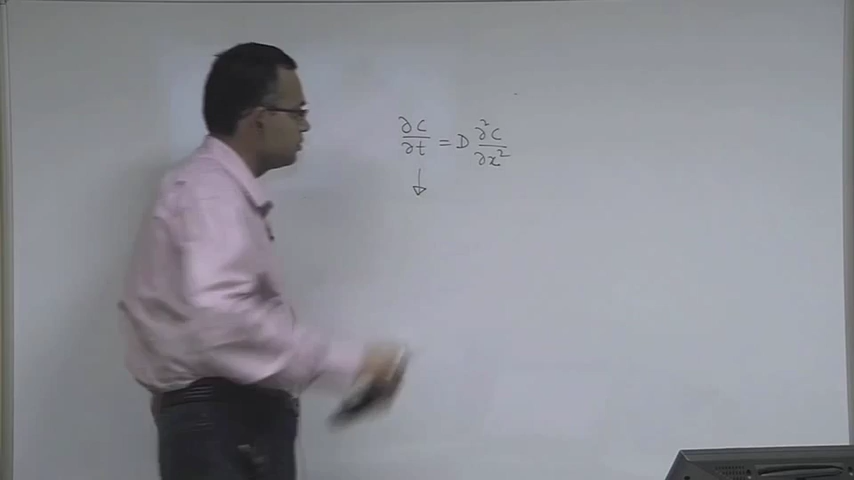 ∂c/∂t = D ∂²c/∂x²
↓